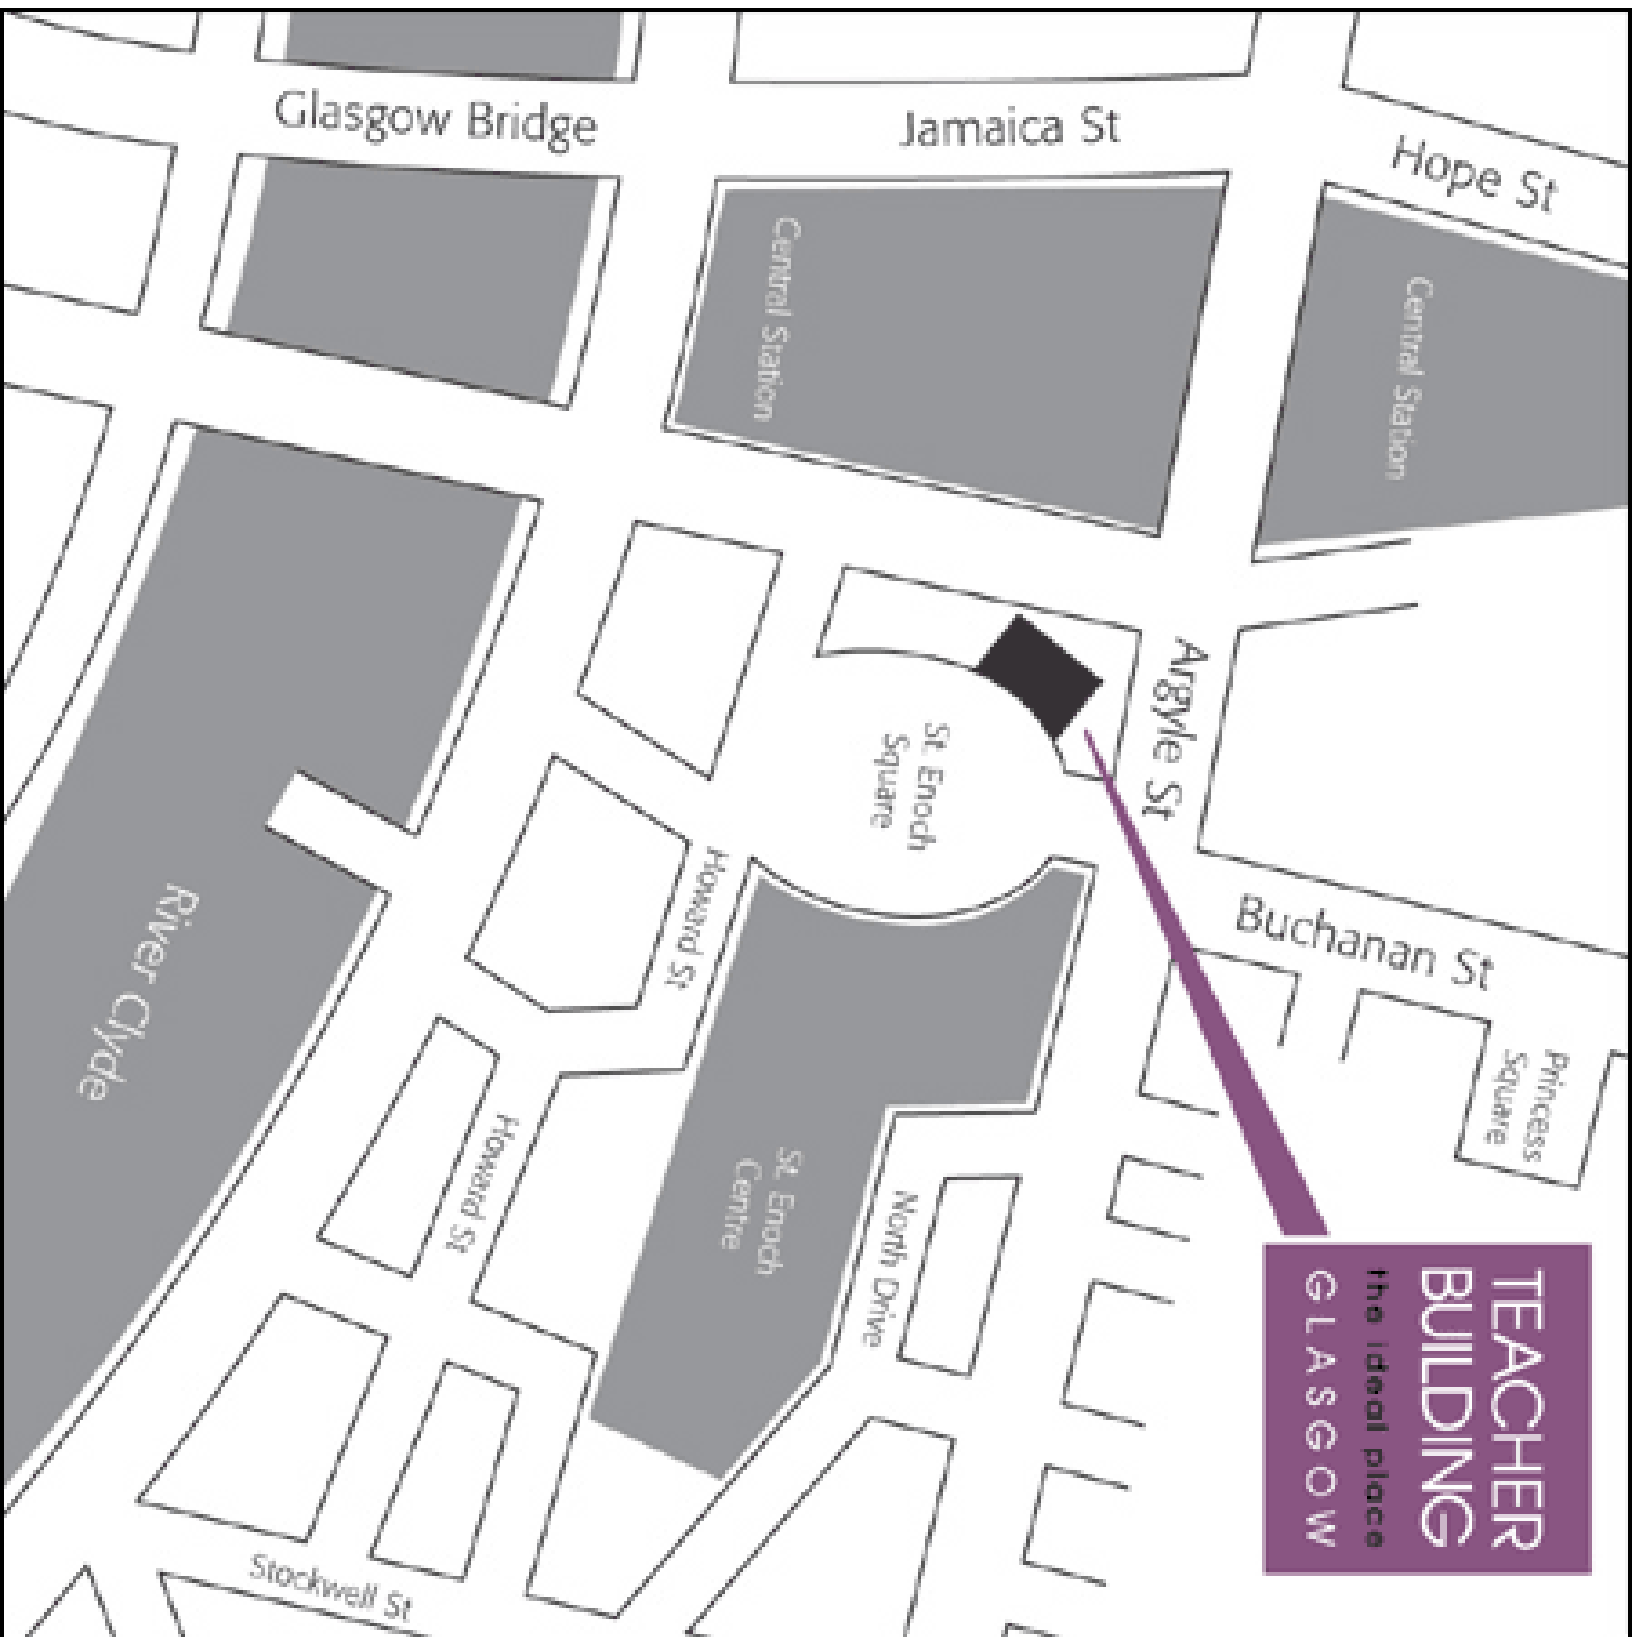 Glasgow Bridge
Jamaica St
Hope St
Central Station
Central Station
Argyle St
St. Enoch
Square
Howard St
Buchanan St
River Clyde
Princess
Square
Howard St
St. Enoch
Centre
North Drive
TEACHER
BUILDING
the ideal place
GLASGOW
Stockwell St